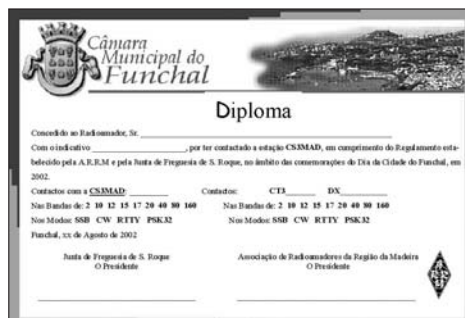 Câmara
Municipal do
Funchal
Diploma
Concedido ao Radioamador, Sr.
Com o indicativo , por ter contactado a estação CS3MAD, em cumprimento do Regulamento esta-
belecido pela A.R.R.M e pela Junta de Freguesia de S. Roque, no âmbito das comemorações do Dia da Cidade do Funchal, em
2002.
Contactos com a CS3MAD: Contactos: CT3 DX
Nas Bandas de: 2 10 12 15 17 20 40 80 160 Nas Bandas de: 2 10 12 15 17 20 40 80 160
Nos Modos: SSB CW RTTY PSK32 Nos Modos: SSB CW RTTY PSK32
Funchal, xx de Agosto de 2002
Junta de Freguesia de S. Roque Associação de Radioamadores da Região da Madeira
O Presidente O Presidente